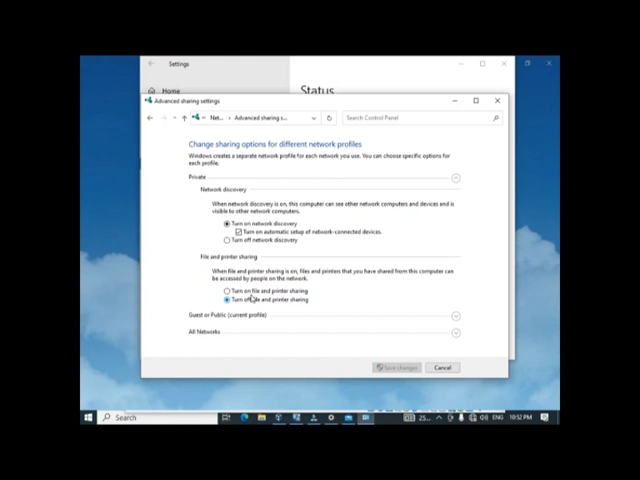 Settings
Home
Status
Advanced sharing settings
Net... > Advanced sharing s...
Search Control Panel
Change sharing options for different network profiles
Windows creates a separate network profile for each network you use. You can choose specific options for
each profile.
Private
Network discovery
When network discovery is on, this computer can see other network computers and devices and is
visible to other network computers.
Turn on network discovery
Turn on automatic setup of network-connected devices.
Turn off network discovery
File and printer sharing
When file and printer sharing is on, files and printers that you have shared from this computer can
be accessed by people on the network.
Turn on file and printer sharing
Turn off file and printer sharing
Guest or Public (current profile)
All Networks
Save changes
Cancel
Search
25...
ENG
10:52 PM